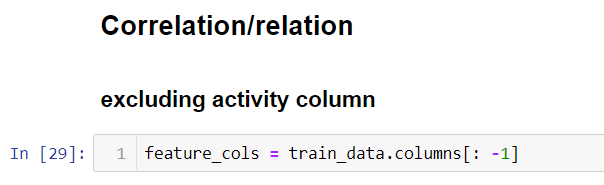 Correlation/relation
excluding activity column
In [29]: 1 feature_cols = train_data.columns[: -1]